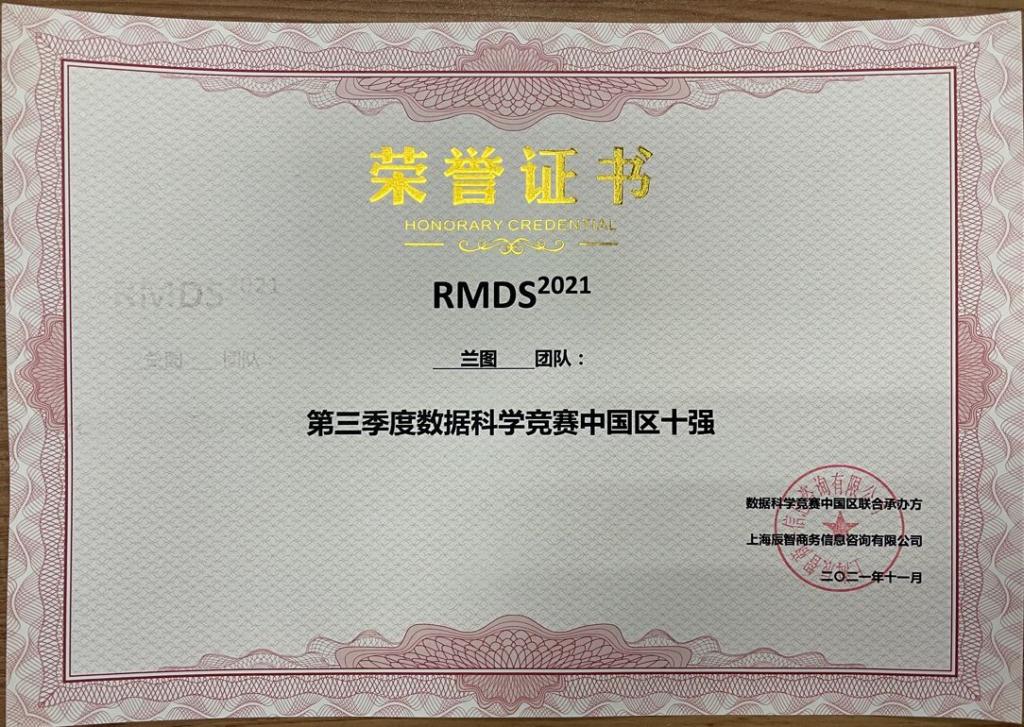 荣誉证书
HONORARY CREDENTIAL
RMDS2021
兰图 团队：
第三季度数据科学竞赛中国区十强
数据科学竞赛中国区联合承办方
上海辰智商务信息咨询有限公司
二〇二一年十一月